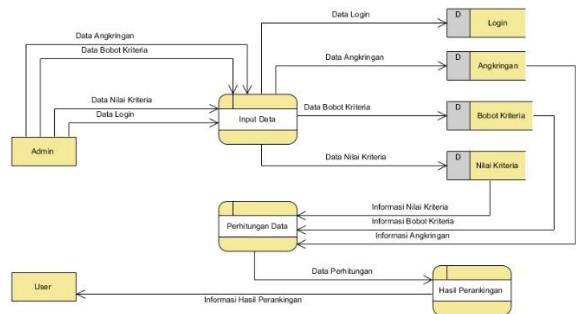 Data Login
D
Login
Data Angkringan
Data Bobot Kriteria
Data Angkringan
D
Angkringan
Data Nilai Kriteria
Data Login
Input Data
Data Bobot Kriteria
D
Bobot Kriteria
Admin
Data Nilai Kriteria
D
Nilai Kriteria
Informasi Nilai Kriteria
Informasi Bobot Kriteria
Informasi Angkringan
Perhitungan Data
Data Perhitungan
User
Informasi Hasil Perankingan
Hasil Perankingan